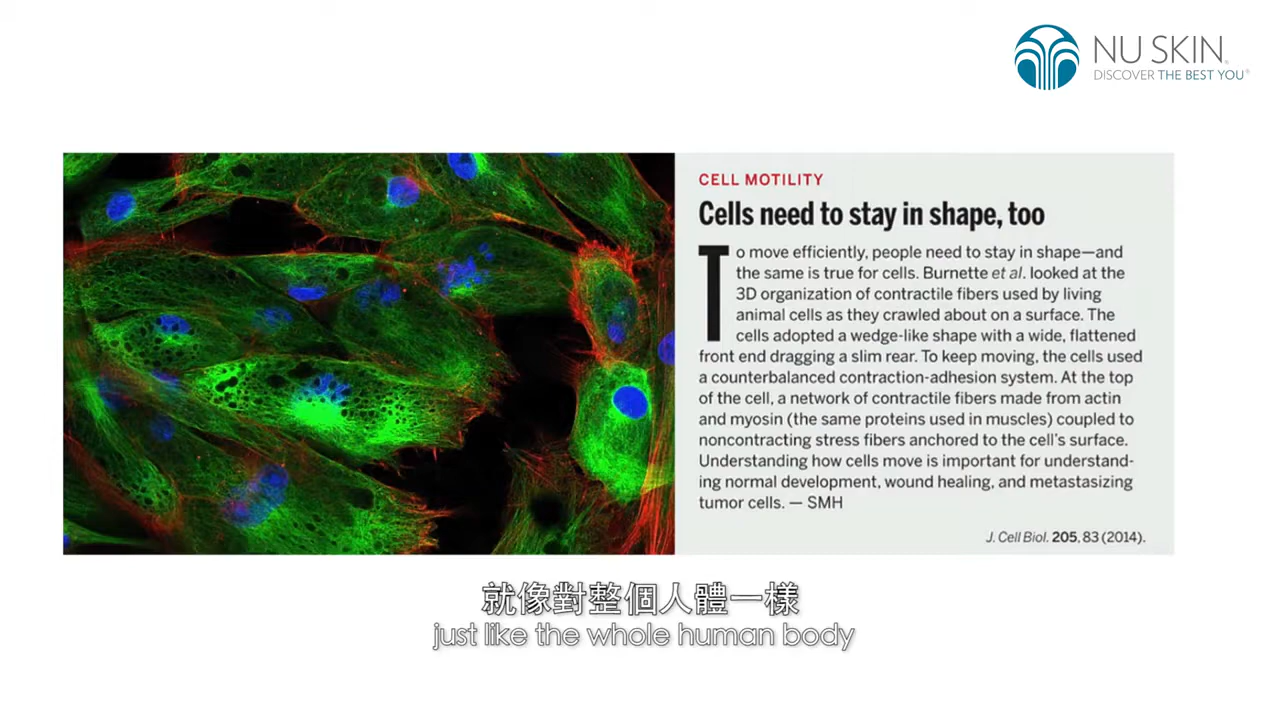 NU SKIN
DISCOVER THE BEST YOU®
CELL MOTILITY
Cells need to stay in shape, too
To move efficiently, people need to stay in shape—and
the same is true for cells. Burnette et al. looked at the
3D organization of contractile fibers used by living
animal cells as they crawled about on a surface. The
cells adopted a wedge-like shape with a wide, flattened
front end dragging a slim rear. To keep moving, the cells used
a counterbalanced contraction-adhesion system. At the top
of the cell, a network of contractile fibers made from actin
and myosin (the same proteins used in muscles) coupled to
noncontracting stress fibers anchored to the cell's surface.
Understanding how cells move is important for understand-
ing normal development, wound healing, and metastasizing
tumor cells. — SMH
J. Cell Biol. 205, 83 (2014).
就像對整個人體一樣
just like the whole human body